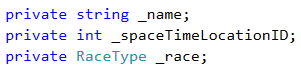 private string _name;
private int _spaceTimeLocationID;
private RaceType _race;